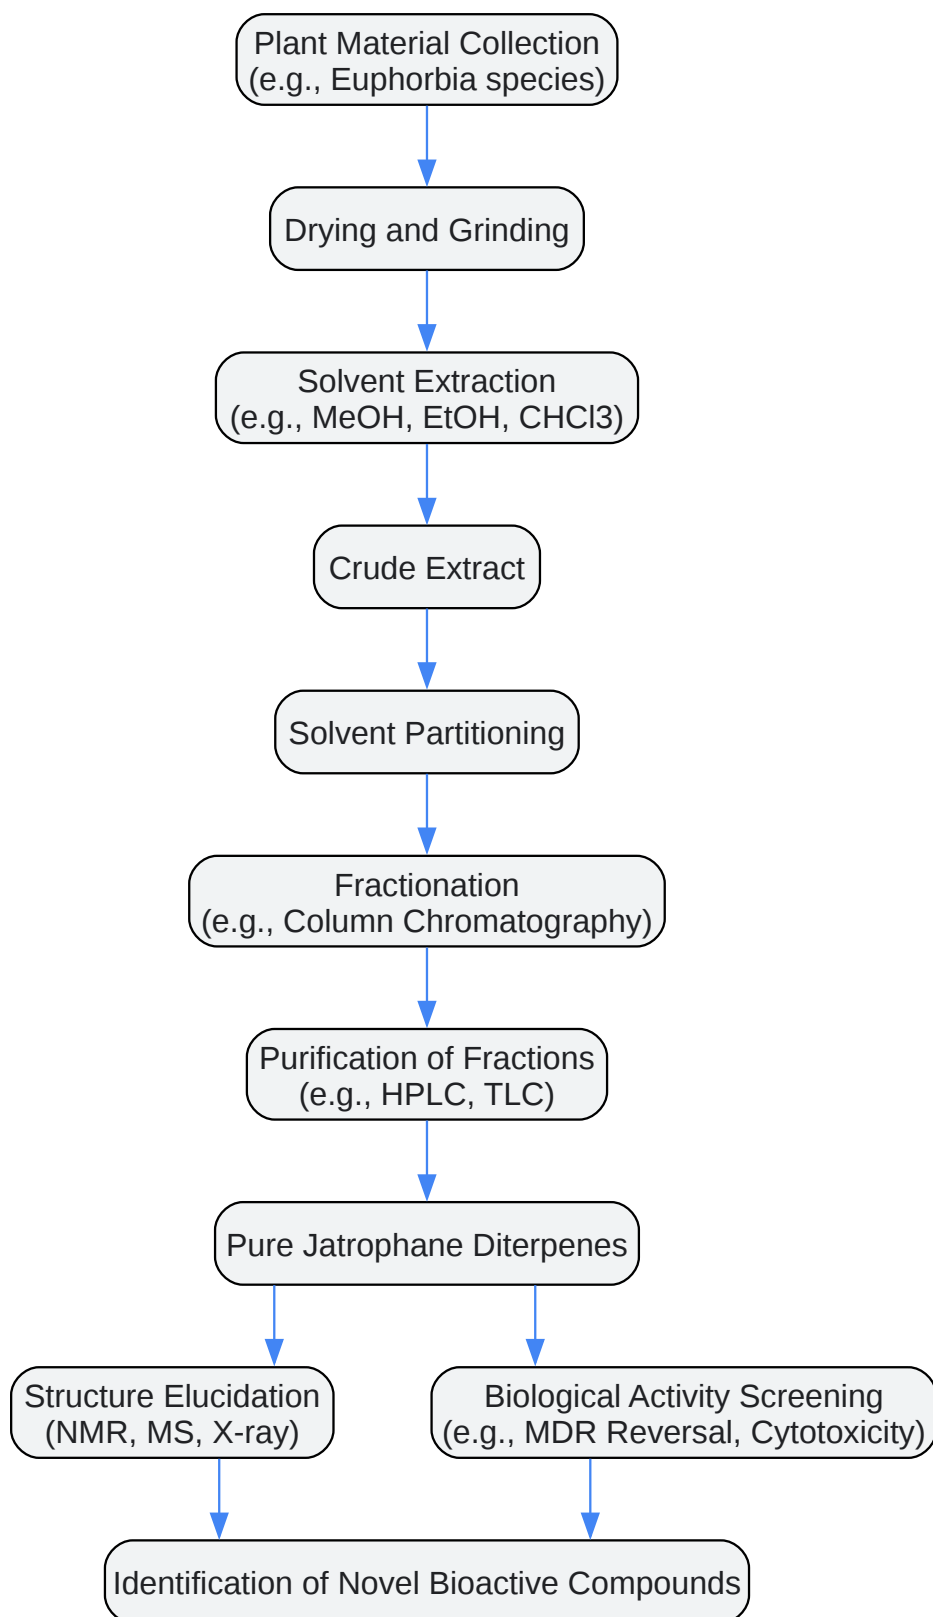 Plant Material Collection
(e.g., Euphorbia species)
Drying and Grinding
Solvent Extraction
(e.g., MeOH, EtOH, CHCl3)
Crude Extract
Solvent Partitioning
Fractionation
(e.g., Column Chromatography)
Purification of Fractions
(e.g., HPLC, TLC)
Pure Jatrophane Diterpenes
Structure Elucidation
(NMR, MS, X-ray)
Biological Activity Screening
(e.g., MDR Reversal, Cytotoxicity)
Identification of Novel Bioactive Compounds